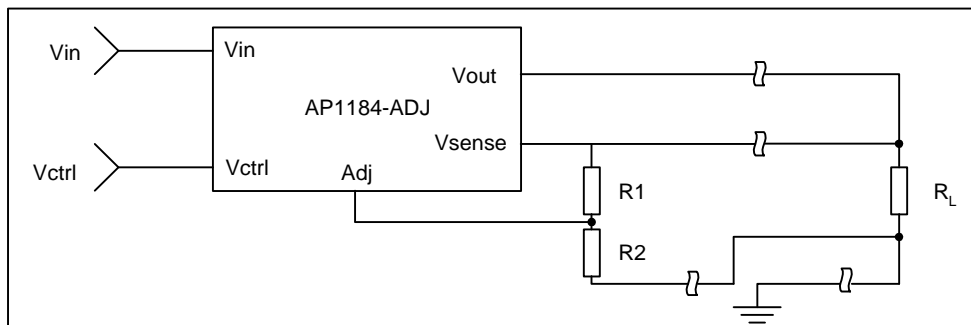 Vin
Vin
Vout
AP1184-ADJ
Vsense
Vctrl
Vctrl
Adj
R1
RL
R2